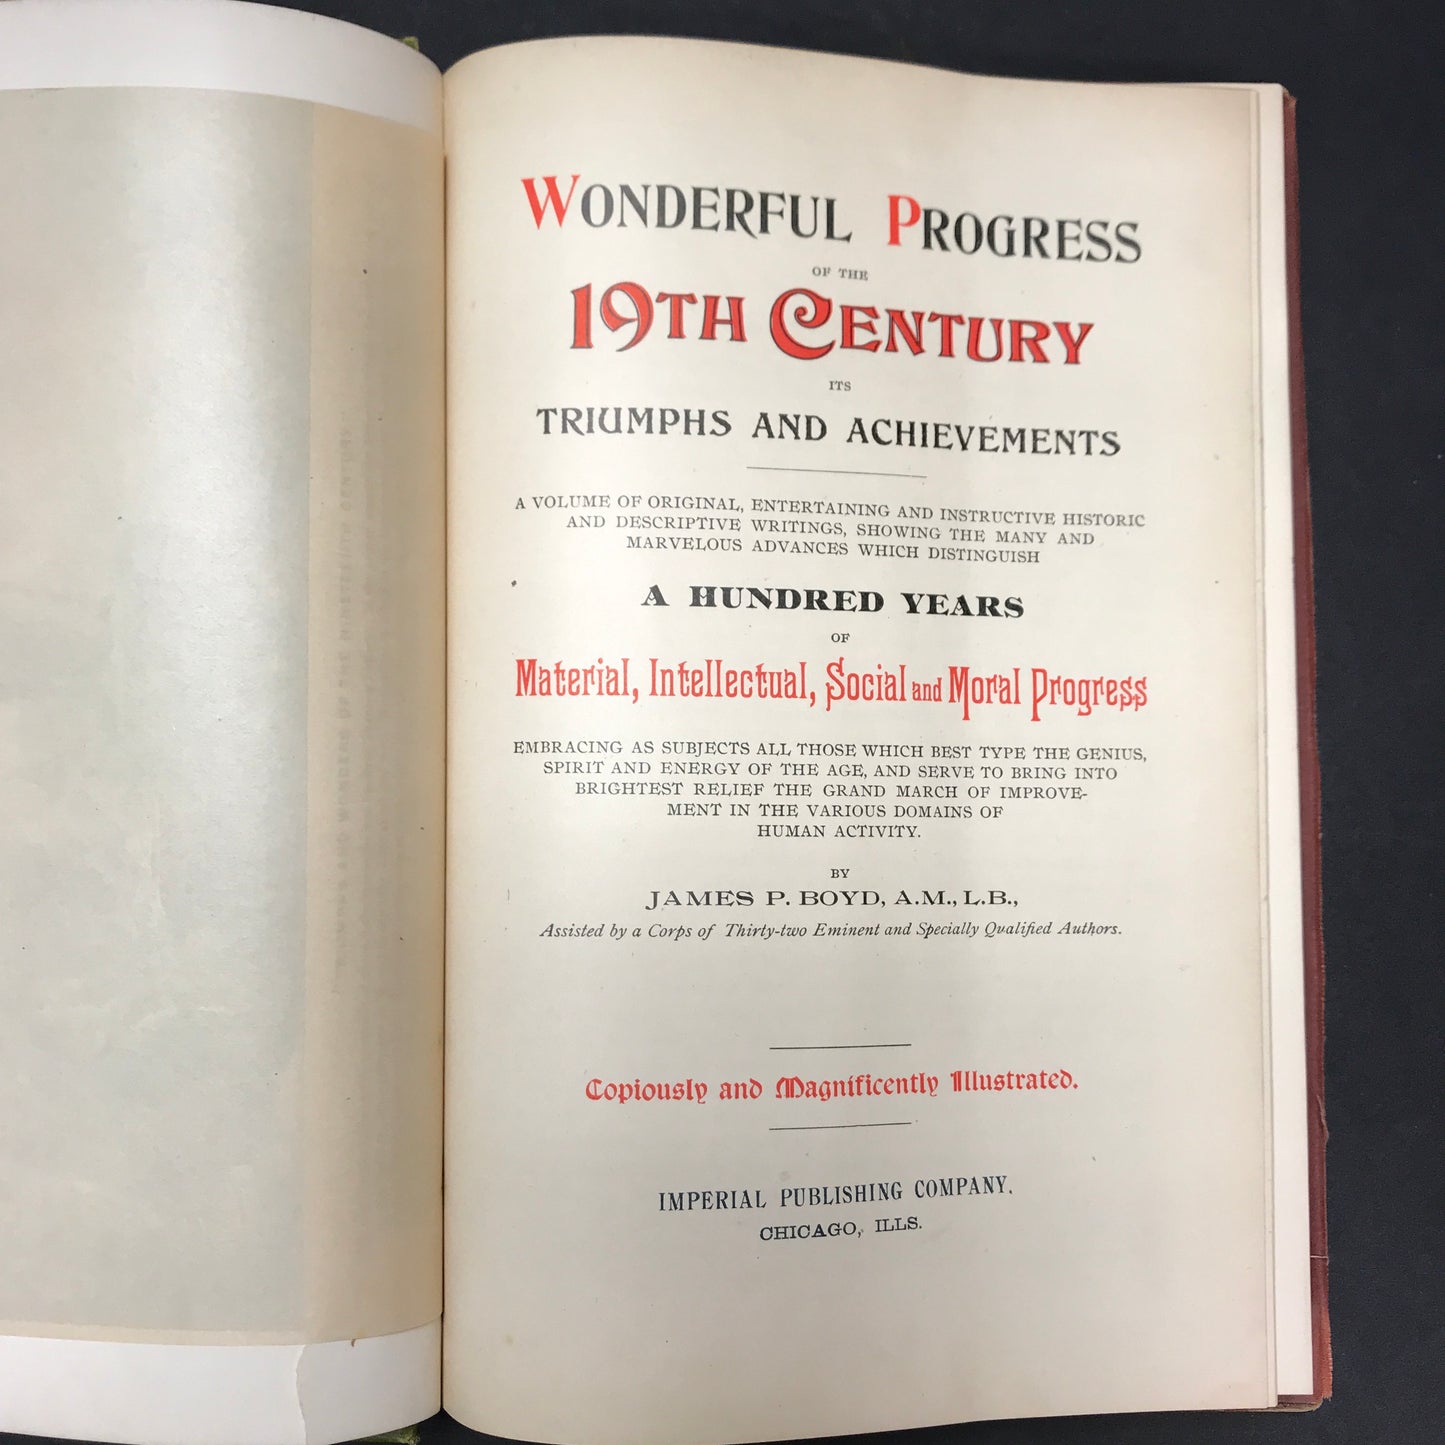 WONDERFUL PROGRESS
OF THE
19TH CENTURY
ITS
TRIUMPHS AND ACHIEVEMENTS
A VOLUME OF ORIGINAL, ENTERTAINING AND INSTRUCTIVE HISTORIC
AND DESCRIPTIVE WRITINGS, SHOWING THE MANY AND
MARVELOUS ADVANCES WHICH DISTINGUISH
A HUNDRED YEARS
OF
Material, Intellectual, Social and Moral Progress
EMBRACING AS SUBJECTS ALL THOSE WHICH BEST TYPE THE GENIUS,
SPIRIT AND ENERGY OF THE AGE, AND SERVE TO BRING INTO
BRIGHTEST RELIEF THE GRAND MARCH OF IMPROVE-
MENT IN THE VARIOUS DOMAINS OF
HUMAN ACTIVITY.
BY
JAMES P. BOYD, A.M., L.B.,
Assisted by a Corps of Thirty-two Eminent and Specially Qualified Authors.
Copiously and Magnificently Illustrated.
IMPERIAL PUBLISHING COMPANY.
CHICAGO, ILLS.